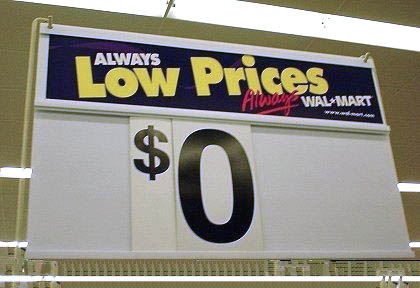 ALWAYS
Low Prices
Always WAL★MART
www.wal-mart.com
$0